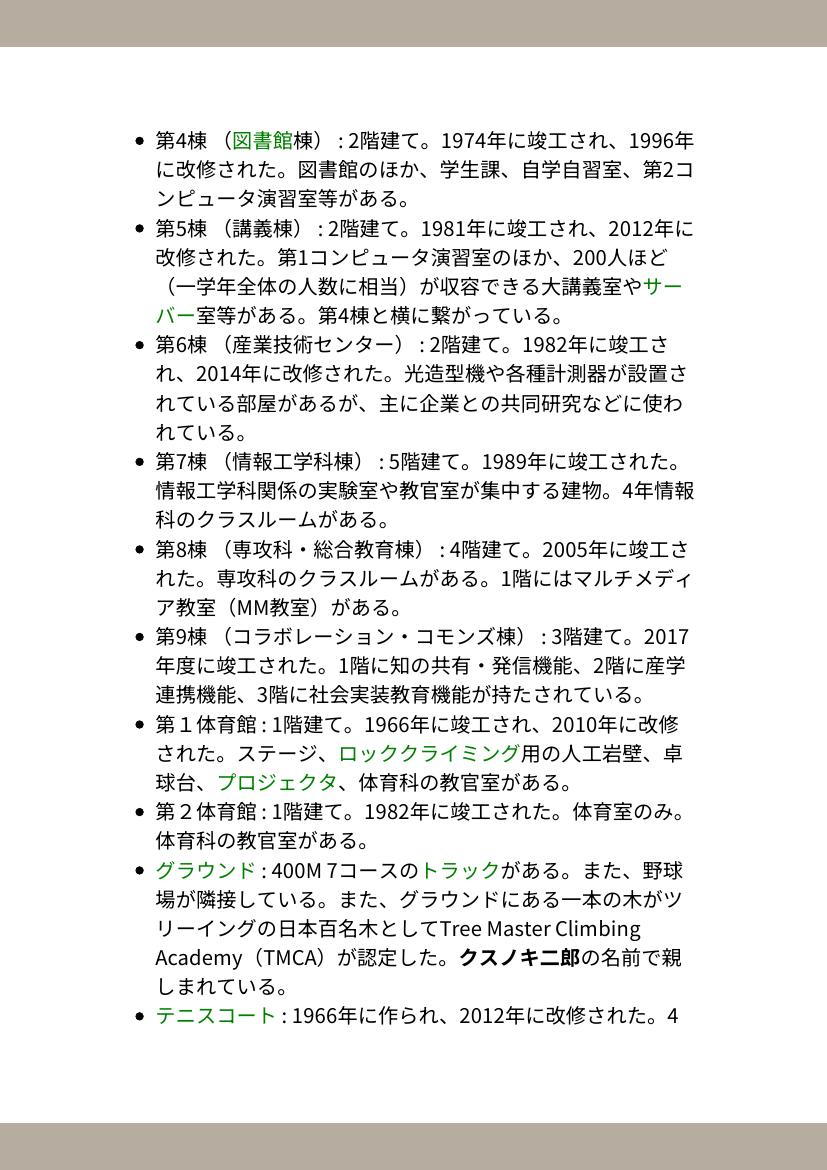 • 第4棟 （図書館棟） : 2階建て。1974年に竣工され、1996年
に改修された。図書館のほか、学生課、自学自習室、第2コ
ンピュータ演習室等がある。
• 第5棟 （講義棟） : 2階建て。1981年に竣工され、2012年に
改修された。第1コンピュータ演習室のほか、200人ほど
（一学年全体の人数に相当）が収容できる大講義室やサー
バー室等がある。第4棟と横に繋がっている。
• 第6棟 （産業技術センター） : 2階建て。1982年に竣工さ
れ、2014年に改修された。光造型機や各種計測器が設置さ
れている部屋があるが、主に企業との共同研究などに使わ
れている。
• 第7棟 （情報工学科棟） : 5階建て。1989年に竣工された。
情報工学科関係の実験室や教官室が集中する建物。4年情報
科のクラスルームがある。
• 第8棟 （専攻科・総合教育棟） : 4階建て。2005年に竣工さ
れた。専攻科のクラスルームがある。1階にはマルチメディ
ア教室（MM教室）がある。
• 第9棟 （コラボレーション・コモンズ棟） : 3階建て。2017
年度に竣工された。1階に知の共有・発信機能、2階に産学
連携機能、3階に社会実装教育機能が持たされている。
• 第１体育館 : 1階建て。1966年に竣工され、2010年に改修
された。ステージ、ロッククライミング用の人工岩壁、卓
球台、プロジェクタ、体育科の教官室がある。
• 第２体育館 : 1階建て。1982年に竣工された。体育室のみ。
体育科の教官室がある。
• グラウンド : 400M 7コースのトラックがある。また、野球
場が隣接している。また、グラウンドにある一本の木がツ
リーイングの日本百名木としてTree Master Climbing
Academy（TMCA）が認定した。クスノキ二郎の名前で親
しまれている。
• テニスコート : 1966年に作られ、2012年に改修された。4